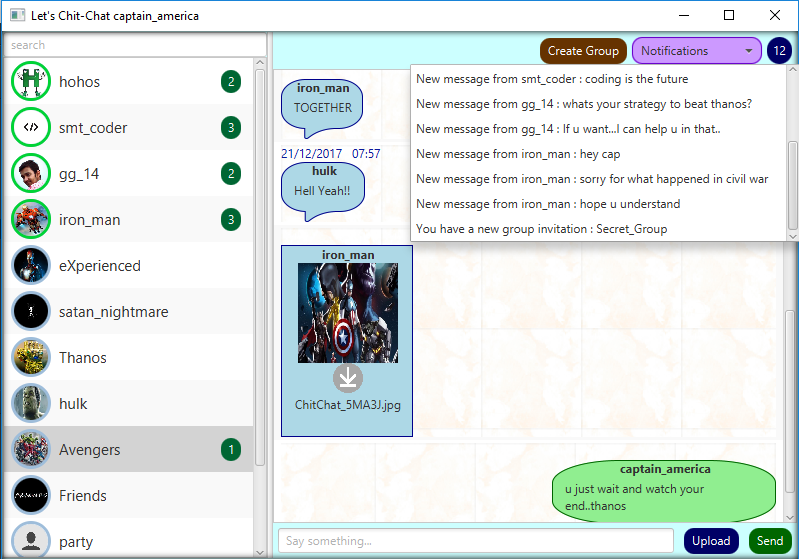 Let's Chit-Chat captain_america
search
hohos
2
smt_coder
3
gg_14
2
iron_man
3
eXperienced
satan_nightmare
Thanos
hulk
Avengers
1
Friends
party
Create Group
Notifications
12
New message from smt_coder : coding is the future
New message from gg_14 : whats your strategy to beat thanos?
New message from gg_14 : If u want...I can help u in that..
New message from iron_man : hey cap
New message from iron_man : sorry for what happened in civil war
New message from iron_man : hope u understand
You have a new group invitation : Secret_Group
iron_man
TOGETHER
21/12/2017 07:57
hulk
Hell Yeah!!
iron_man
ChitChat_5MA3J.jpg
captain_america
u just wait and watch your
end..thanos
Say something...
Upload
Send